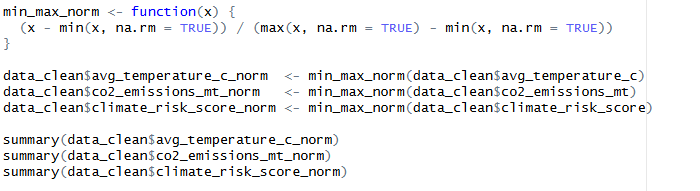 min_max_norm <- function(x) {
  (x - min(x, na.rm = TRUE)) / (max(x, na.rm = TRUE) - min(x, na.rm = TRUE))
}

data_clean$avg_temperature_c_norm  <- min_max_norm(data_clean$avg_temperature_c)
data_clean$co2_emissions_mt_norm   <- min_max_norm(data_clean$co2_emissions_mt)
data_clean$climate_risk_score_norm <- min_max_norm(data_clean$climate_risk_score)

summary(data_clean$avg_temperature_c_norm)
summary(data_clean$co2_emissions_mt_norm)
summary(data_clean$climate_risk_score_norm)